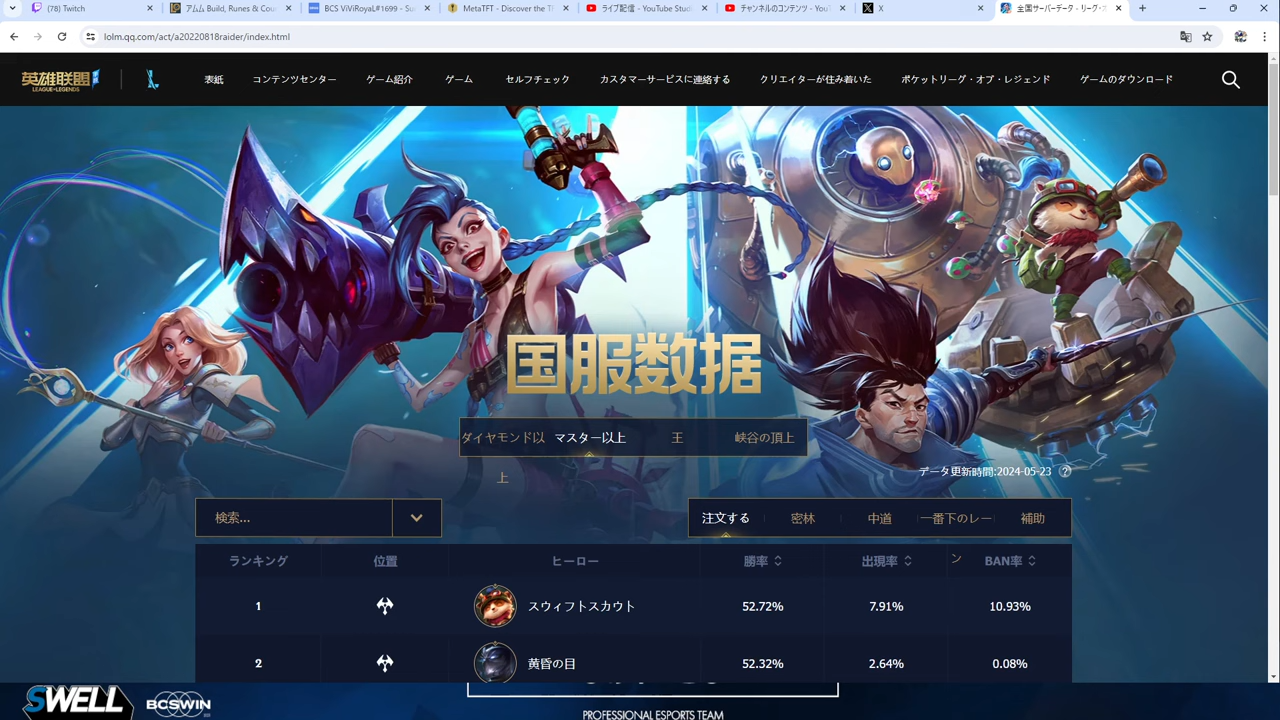 (78) Twitch
アムム Build, Runes & Cour
BCS ViViRoyaL#1699 - Su
MetaTFT - Discover the TF
ライブ配信 - YouTube Studi
チャンネルのコンテンツ - YouT
X
全国サーバーデータ - リーグ・オ
lolm.qq.com/act/a20220818raider/index.html
英雄联盟
LEAGUE OF LEGENDS
表紙
コンテンツセンター
ゲーム紹介
ゲーム
セルフチェック
カスタマーサービスに連絡する
クリエイターが住み着いた
ポケットリーグ・オブ・レジェンド
ゲームのダウンロード
国服数据
ダイヤモンド以上 マスター以上 王 峡谷の頂上
データ更新時間:2024-05-23 ?
検索...
注文する 密林 中道 一番下のレーン 補助
ランキング 位置 ヒーロー 勝率 出現率 BAN率
1 スウィフトスカウト 52.72% 7.91% 10.93%
2 黄昏の目 52.32% 2.64% 0.08%
SWELL
BCSWIN
PROFESSIONAL ESPORTS TEAM